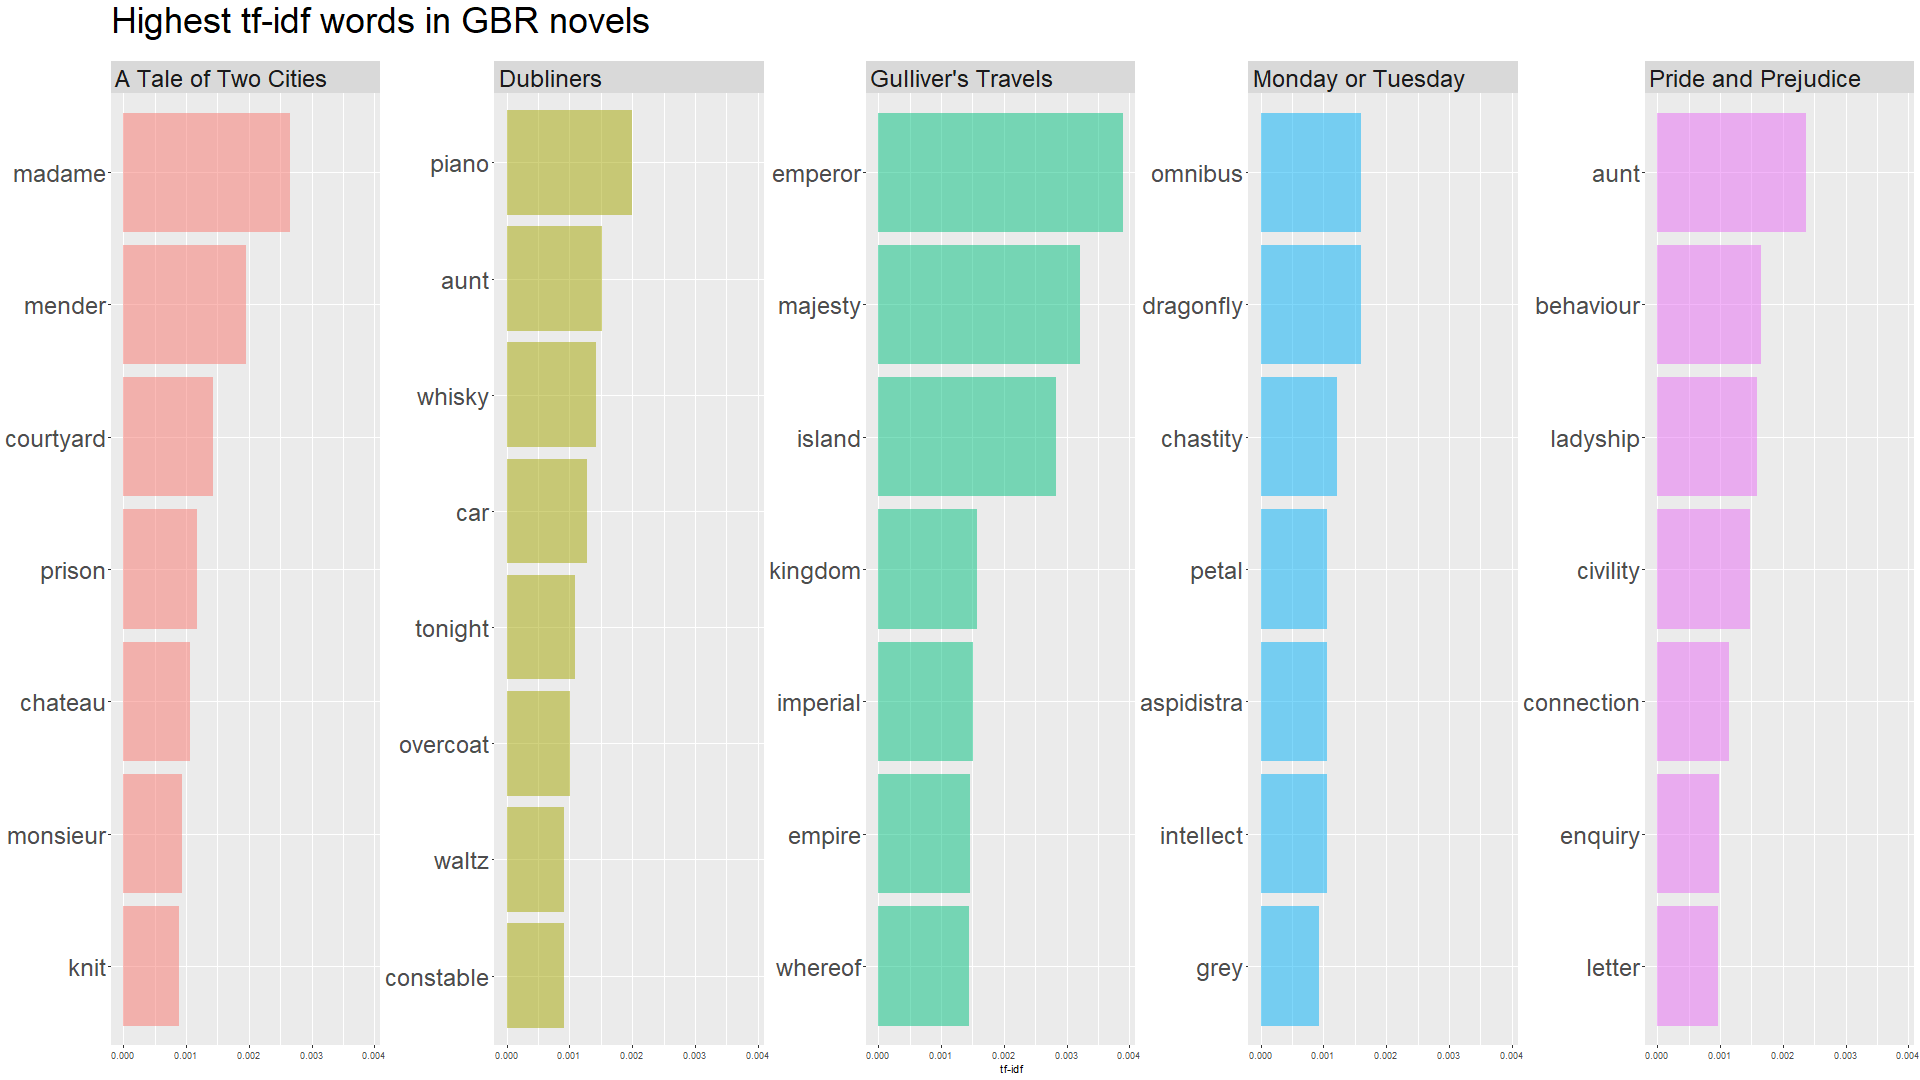 Highest tf-idf words in GBR novels
A Tale of Two Cities
madame
mender
courtyard
prison
chateau
monsieur
knit
0.000 0.001 0.002 0.003 0.004
Dubliners
piano
aunt
whisky
car
tonight
overcoat
waltz
constable
0.000 0.001 0.002 0.003 0.004
Gulliver's Travels
emperor
majesty
island
kingdom
imperial
empire
whereof
0.000 0.001 0.002 0.003 0.004
Monday or Tuesday
omnibus
dragonfly
chastity
petal
aspidistra
intellect
grey
0.000 0.001 0.002 0.003 0.004
Pride and Prejudice
aunt
behaviour
ladyship
civility
connection
enquiry
letter
0.000 0.001 0.002 0.003 0.004
tf-idf